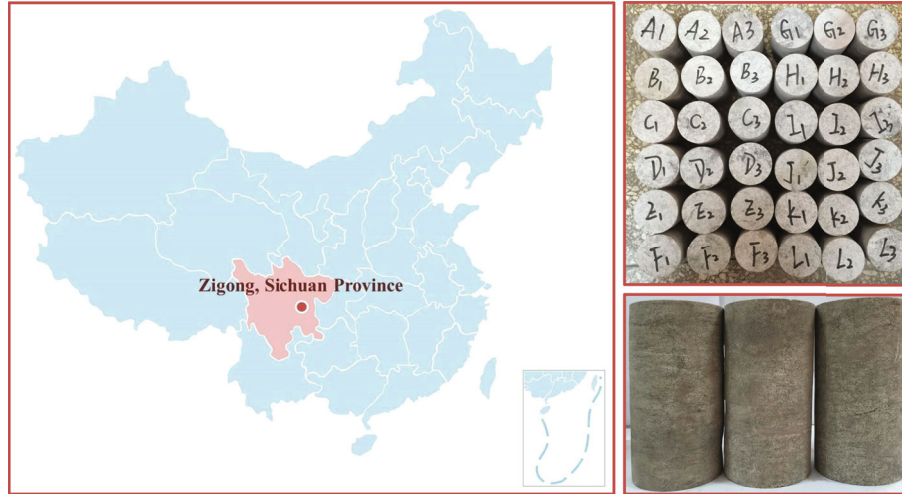 Zigong, Sichuan Province
A1 A2 A3 G1 G2 G3
B1 B2 B3 H1 H2 H3
C1 C2 C3 I1 I2 I3
D1 D2 D3 J1 J2 J3
E1 E2 E3 K1 K2 K3
F1 F2 F3 L1 L2 L3